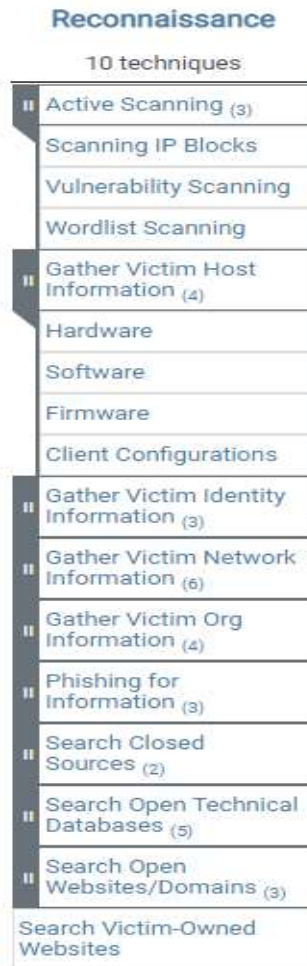 Reconnaissance
10 techniques
Active Scanning (3)
Scanning IP Blocks
Vulnerability Scanning
Wordlist Scanning
Gather Victim Host
Information (4)
Hardware
Software
Firmware
Client Configurations
Gather Victim Identity
Information (3)
Gather Victim Network
Information (6)
Gather Victim Org
Information (4)
Phishing for
Information (3)
Search Closed
Sources (2)
Search Open Technical
Databases (5)
Search Open
Websites/Domains (3)
Search Victim-Owned
Websites